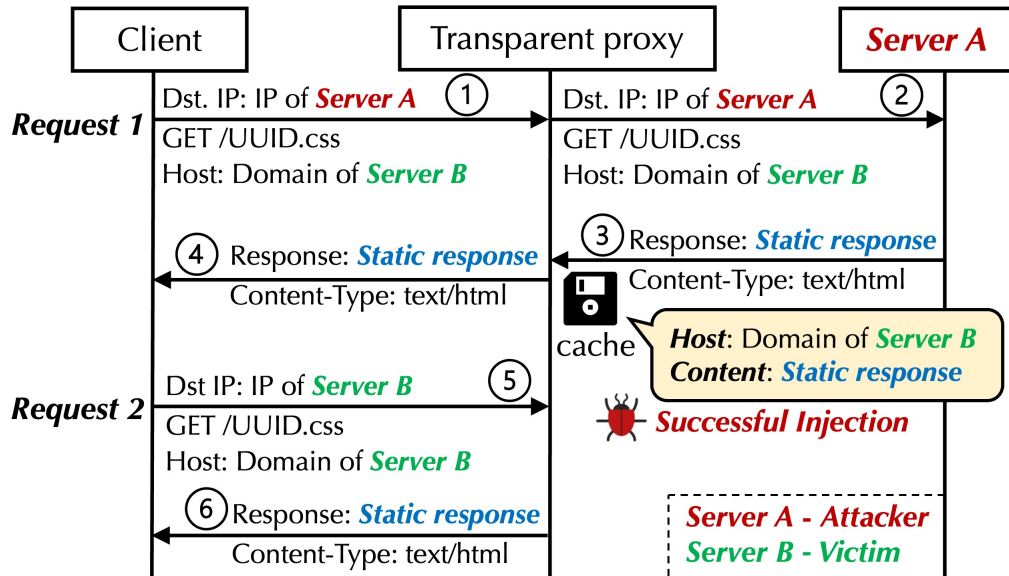 Client
Transparent proxy
Server A
Request 1
Dst. IP: IP of Server A
1
GET /UUID.css
Host: Domain of Server B
Dst. IP: IP of Server A
2
GET /UUID.css
Host: Domain of Server B
3
Response: Static response
Content-Type: text/html
4
Response: Static response
Content-Type: text/html
cache
Host: Domain of Server B
Content: Static response
Successful Injection
Request 2
Dst IP: IP of Server B
5
GET /UUID.css
Host: Domain of Server B
6
Response: Static response
Content-Type: text/html
Server A - Attacker
Server B - Victim